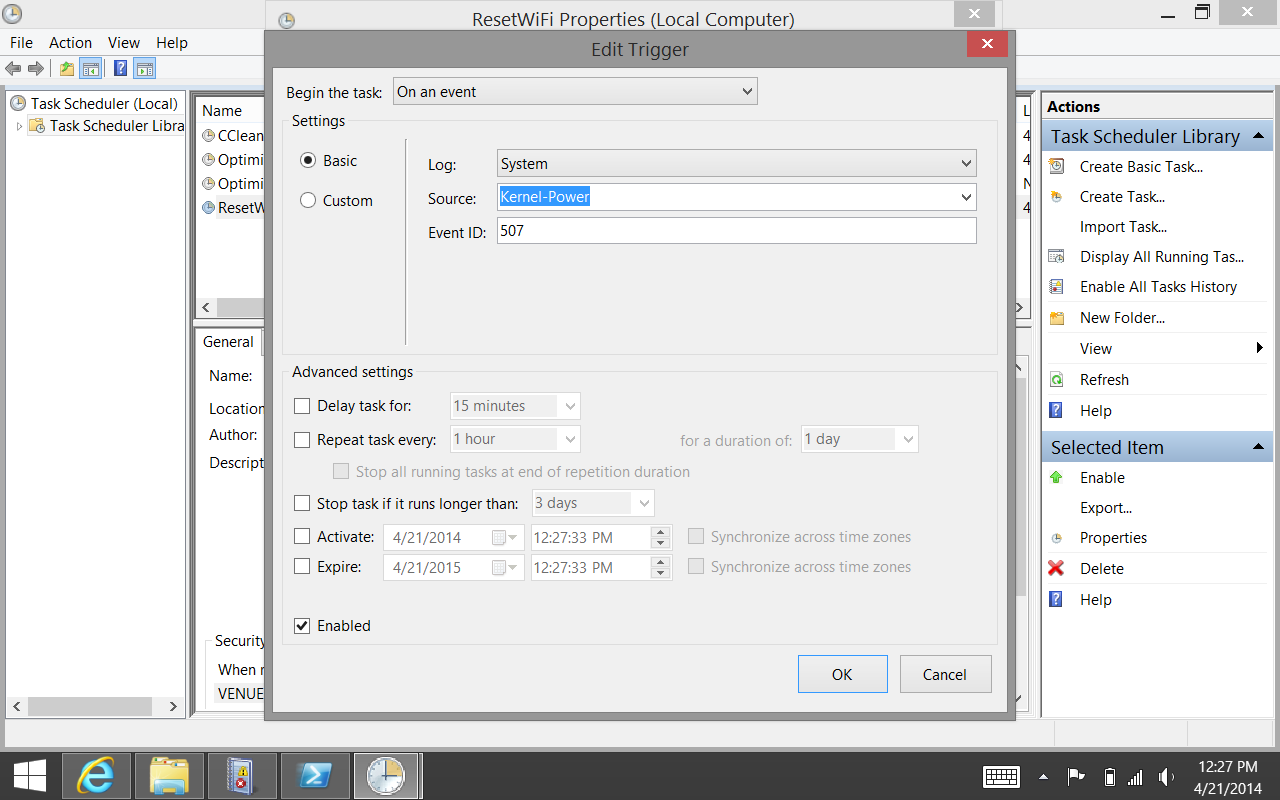 ResetWiFi Properties (Local Computer)
File Action View Help
Edit Trigger
Begin the task: On an event
Settings
Basic
Custom
Log: System
Source: Kernel-Power
Event ID: 507
Advanced settings
Delay task for: 15 minutes
Repeat task every: 1 hour for a duration of: 1 day
Stop all running tasks at end of repetition duration
Stop task if it runs longer than: 3 days
Activate: 4/21/2014 12:27:33 PM Synchronize across time zones
Expire: 4/21/2015 12:27:33 PM Synchronize across time zones
Enabled
OK Cancel
Task Scheduler (Local)
Task Scheduler Libra
Name
CClean
Optimi
Optimi
ResetW
L
4
4
N
4
General
Name:
Location
Author:
Descript
Security
When r
VENUE
Actions
Task Scheduler Library
Create Basic Task...
Create Task...
Import Task...
Display All Running Tas...
Enable All Tasks History
New Folder...
View
Refresh
Help
Selected Item
Enable
Export...
Properties
Delete
Help
12:27 PM
4/21/2014